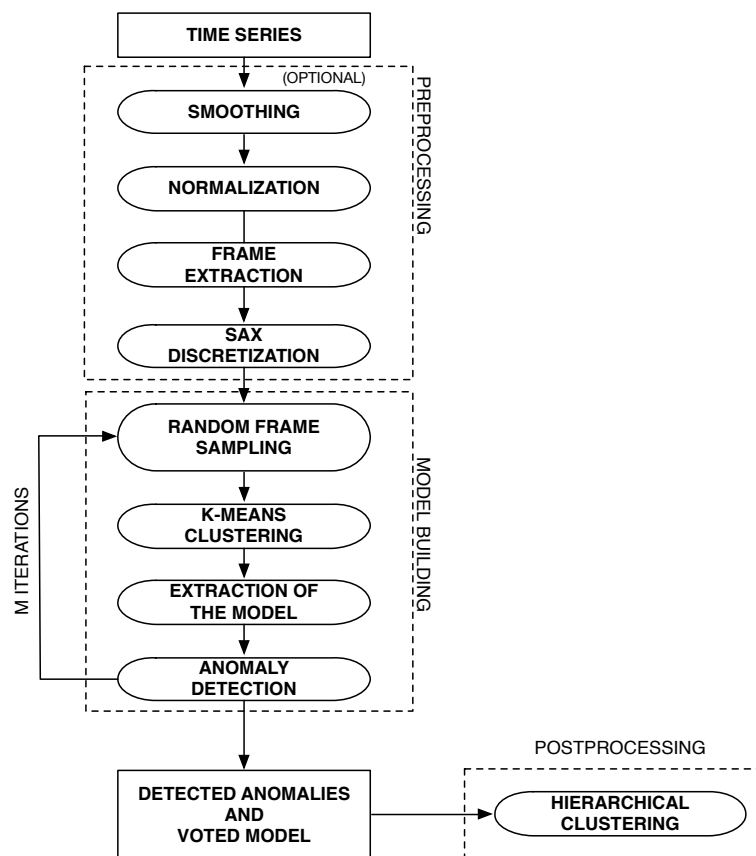 TIME SERIES
(OPTIONAL)
SMOOTHING
NORMALIZATION
FRAME
EXTRACTION
SAX
DISCRETIZATION
PREPROCESSING
RANDOM FRAME
SAMPLING
K-MEANS
CLUSTERING
EXTRACTION OF
THE MODEL
ANOMALY
DETECTION
MODEL BUILDING
M ITERATIONS
DETECTED ANOMALIES
AND
VOTED MODEL
POSTPROCESSING
HIERARCHICAL
CLUSTERING